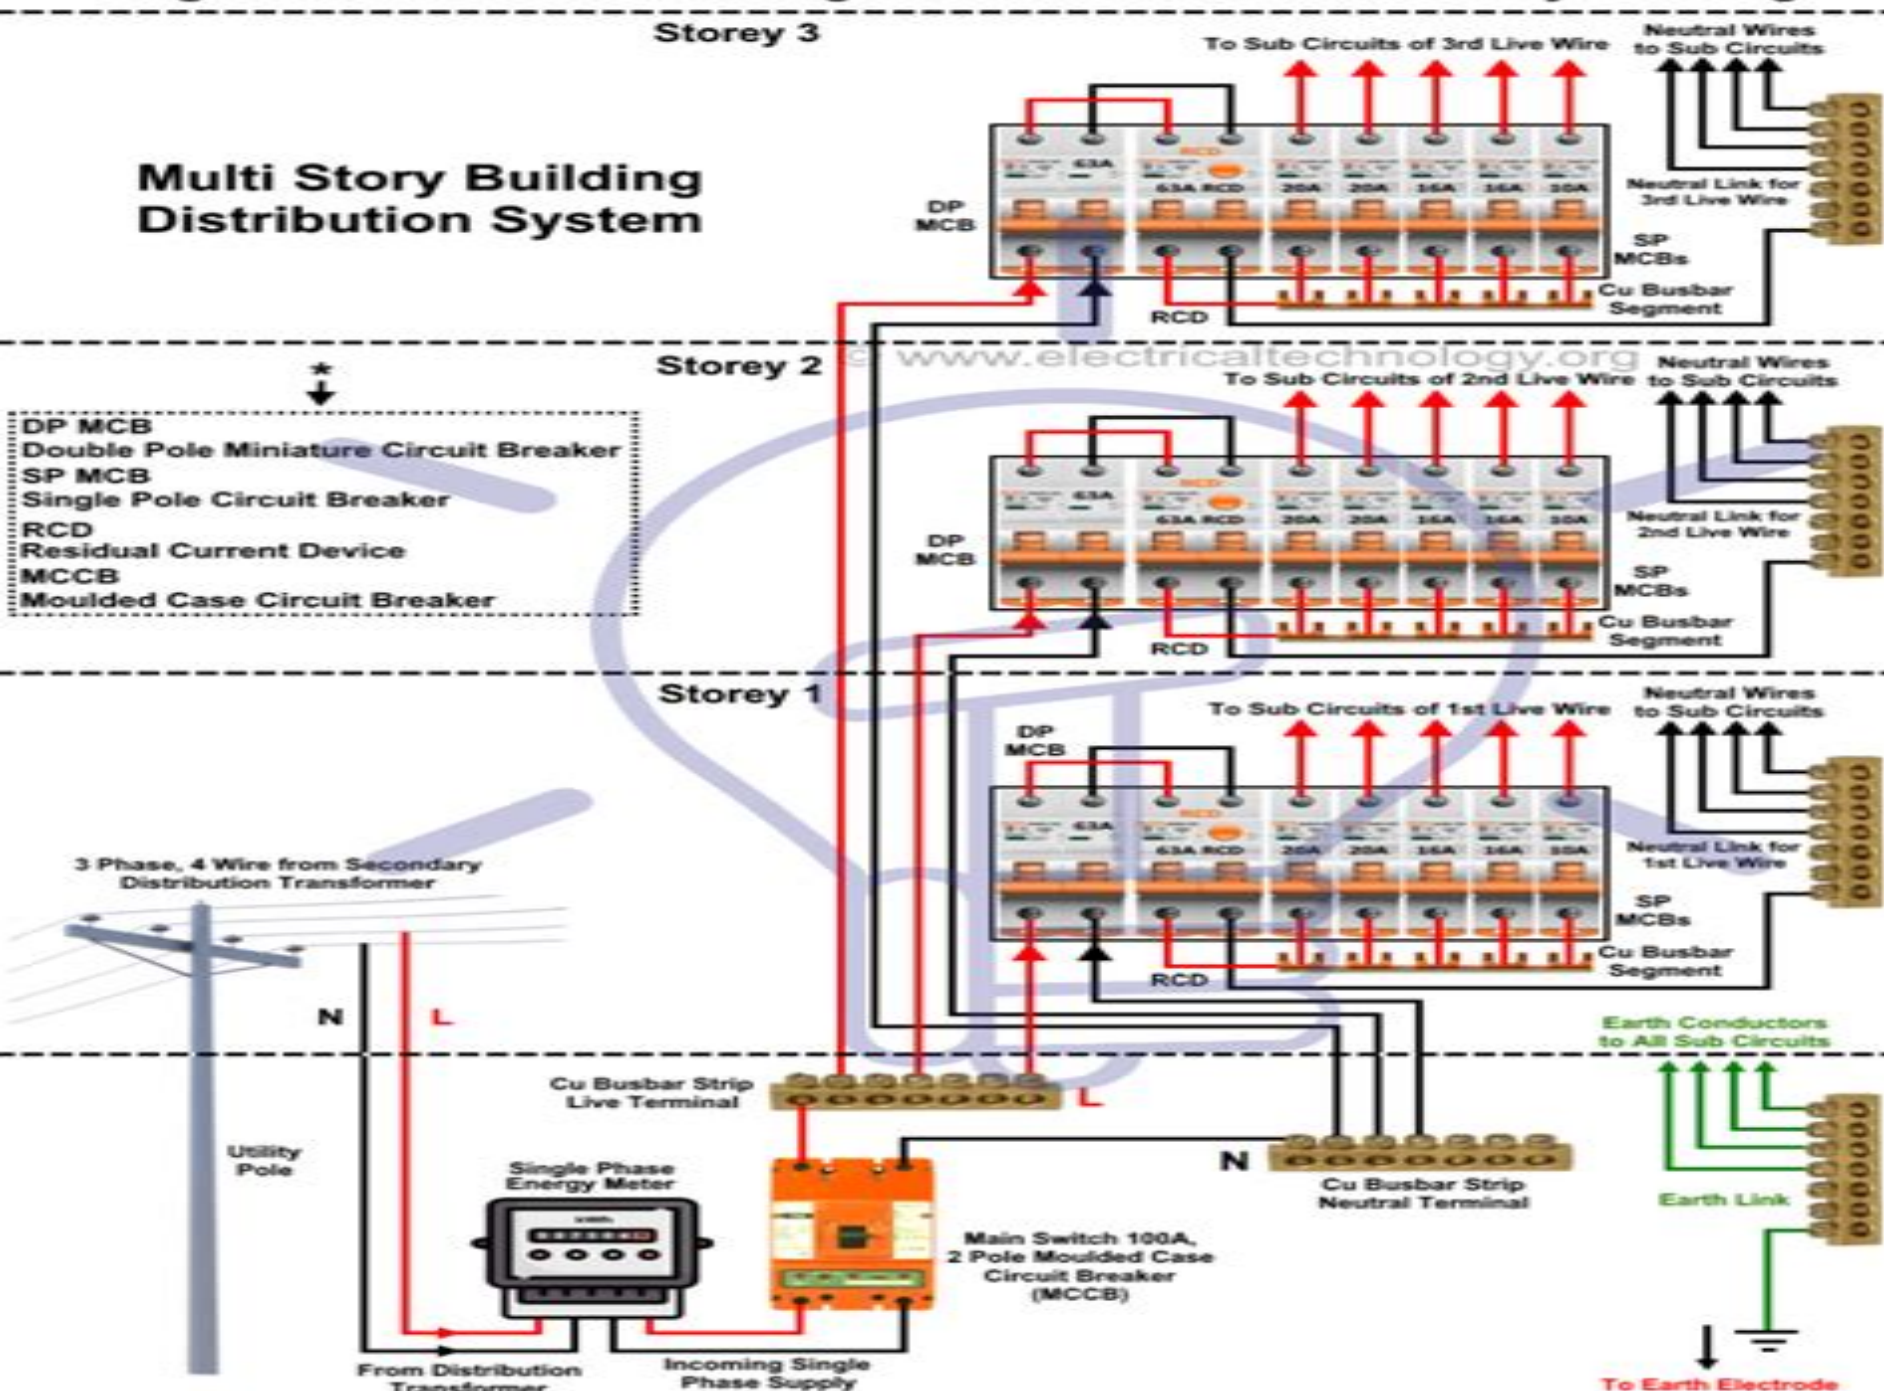 Storey 3
To Sub Circuits of 3rd Live Wire
Neutral Wires
to Sub Circuits
Multi Story Building
Distribution System
RCD
63A
63A RCD
20A
20A
16A
16A
10A
DP
MCB
Neutral Link for
3rd Live Wire
SP
MCBs
Cu Busbar
Segment
RCD
Storey 2
© www.electricaltechnology.org
To Sub Circuits of 2nd Live Wire
Neutral Wires
to Sub Circuits
*
DP MCB
Double Pole Miniature Circuit Breaker
SP MCB
Single Pole Circuit Breaker
RCD
Residual Current Device
MCCB
Moulded Case Circuit Breaker
RCD
63A
63A RCD
20A
20A
16A
16A
10A
DP
MCB
Neutral Link for
2nd Live Wire
SP
MCBs
Cu Busbar
Segment
RCD
Storey 1
To Sub Circuits of 1st Live Wire
Neutral Wires
to Sub Circuits
DP
MCB
RCD
63A
63A RCD
20A
20A
16A
16A
10A
Neutral Link for
1st Live Wire
SP
MCBs
Cu Busbar
Segment
RCD
3 Phase, 4 Wire from Secondary
Distribution Transformer
N
L
Earth Conductors
to All Sub Circuits
Cu Busbar Strip
Live Terminal
L
Utility
Pole
Single Phase
Energy Meter
kWh
N
Cu Busbar Strip
Neutral Terminal
Earth Link
Main Switch 100A,
2 Pole Moulded Case
Circuit Breaker
(MCCB)
From Distribution
Transformer
Incoming Single
Phase Supply
To Earth Electrode